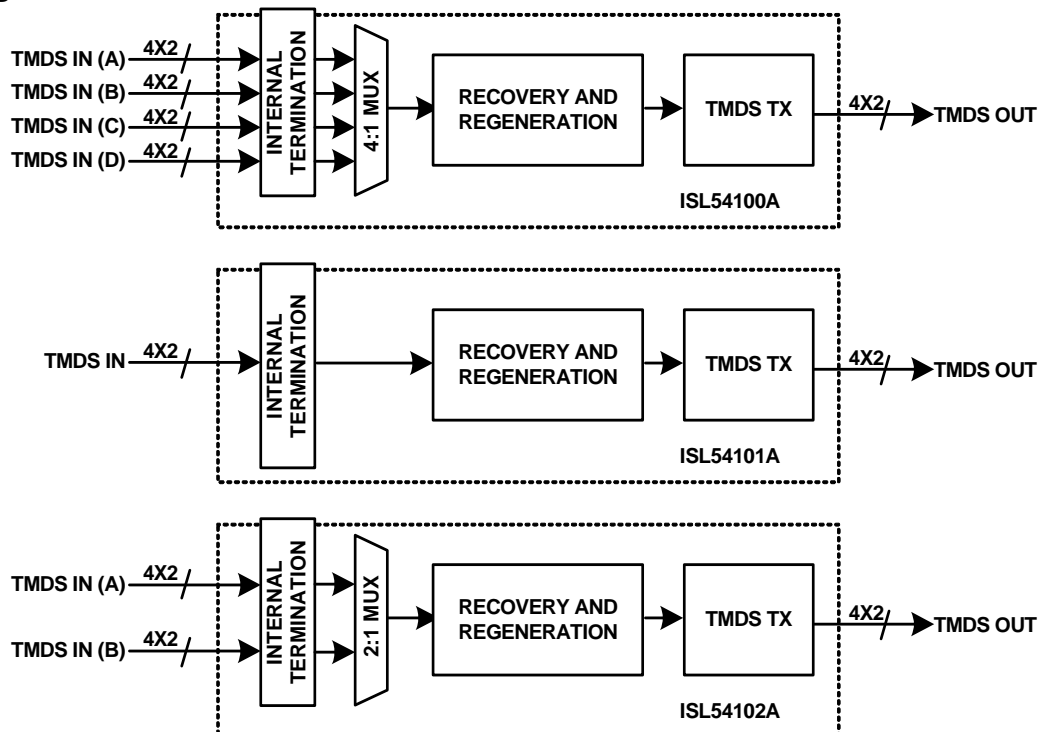 TMDS IN (A) 4X2
TMDS IN (B) 4X2
TMDS IN (C) 4X2
TMDS IN (D) 4X2
INTERNAL
TERMINATION
4:1 MUX
RECOVERY AND
REGENERATION
TMDS TX
4X2 TMDS OUT
ISL54100A
TMDS IN 4X2
INTERNAL
TERMINATION
RECOVERY AND
REGENERATION
TMDS TX
4X2 TMDS OUT
ISL54101A
TMDS IN (A) 4X2
TMDS IN (B) 4X2
INTERNAL
TERMINATION
2:1 MUX
RECOVERY AND
REGENERATION
TMDS TX
4X2 TMDS OUT
ISL54102A